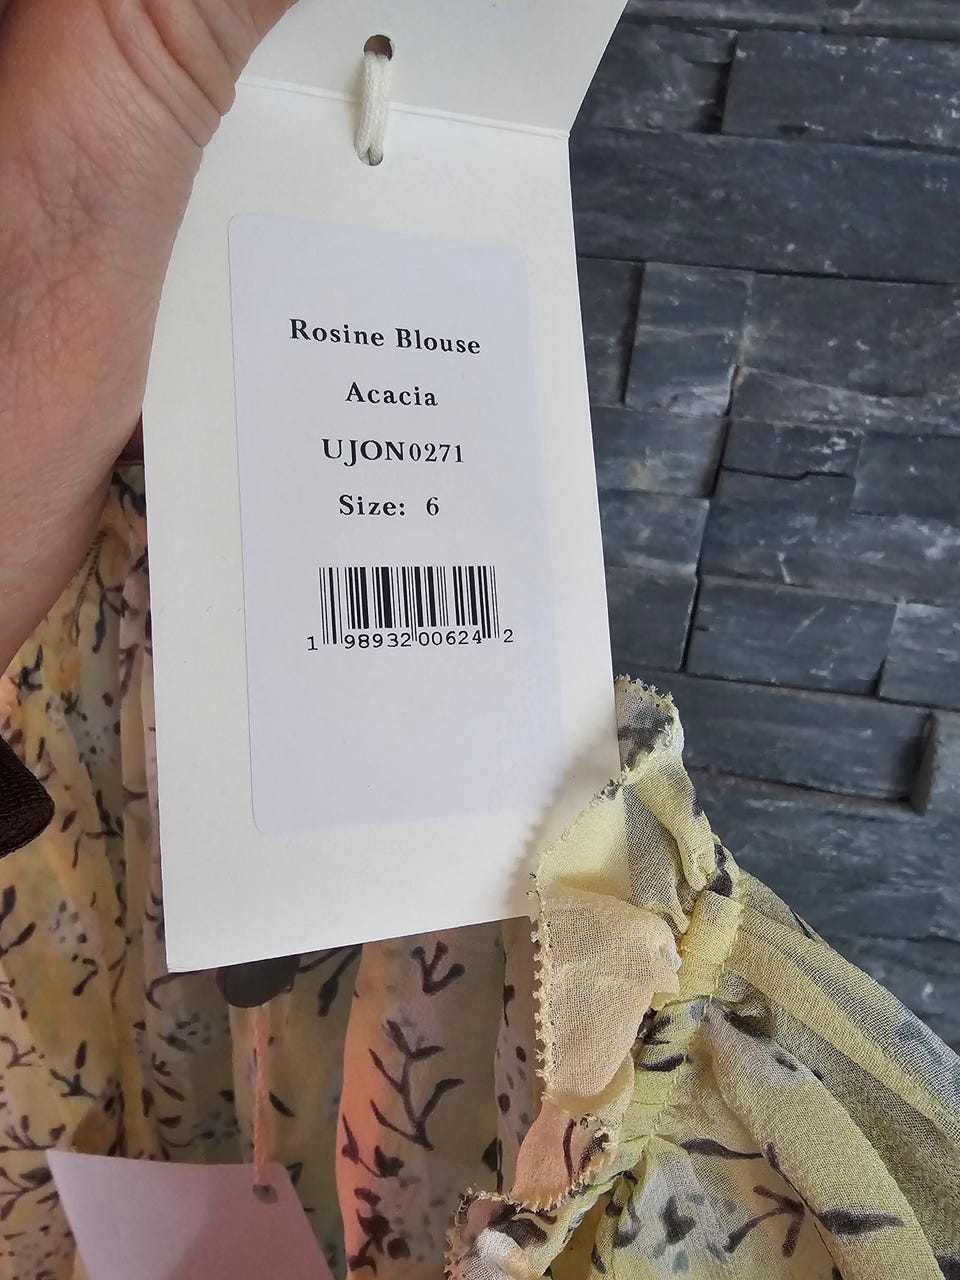 Rosine Blouse
Acacia
UJON0271
Size: 6
1 98932 00624 2